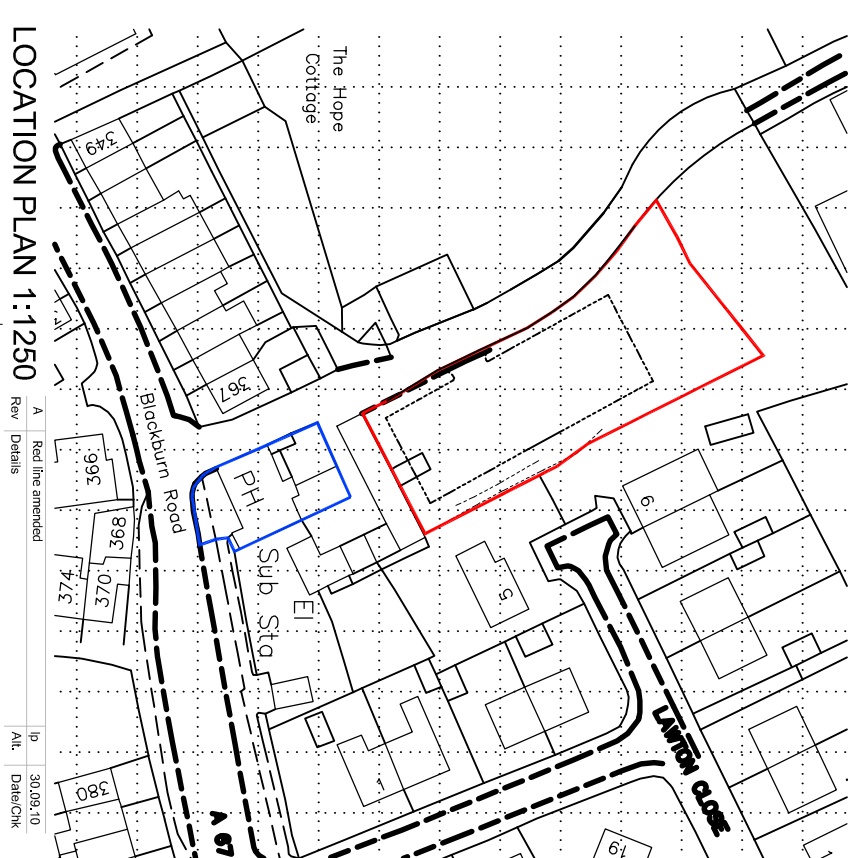 LOCATION PLAN 1:1250
A Red line amended lp 30.09.10
Rev Details Alt. Date/Chk
The Hope
Cottage
349
367
Blackburn Road
PH
El
Sub Sta
366
368
370
374
380
5
9
1
19
LAWTON CLOSE
A 67